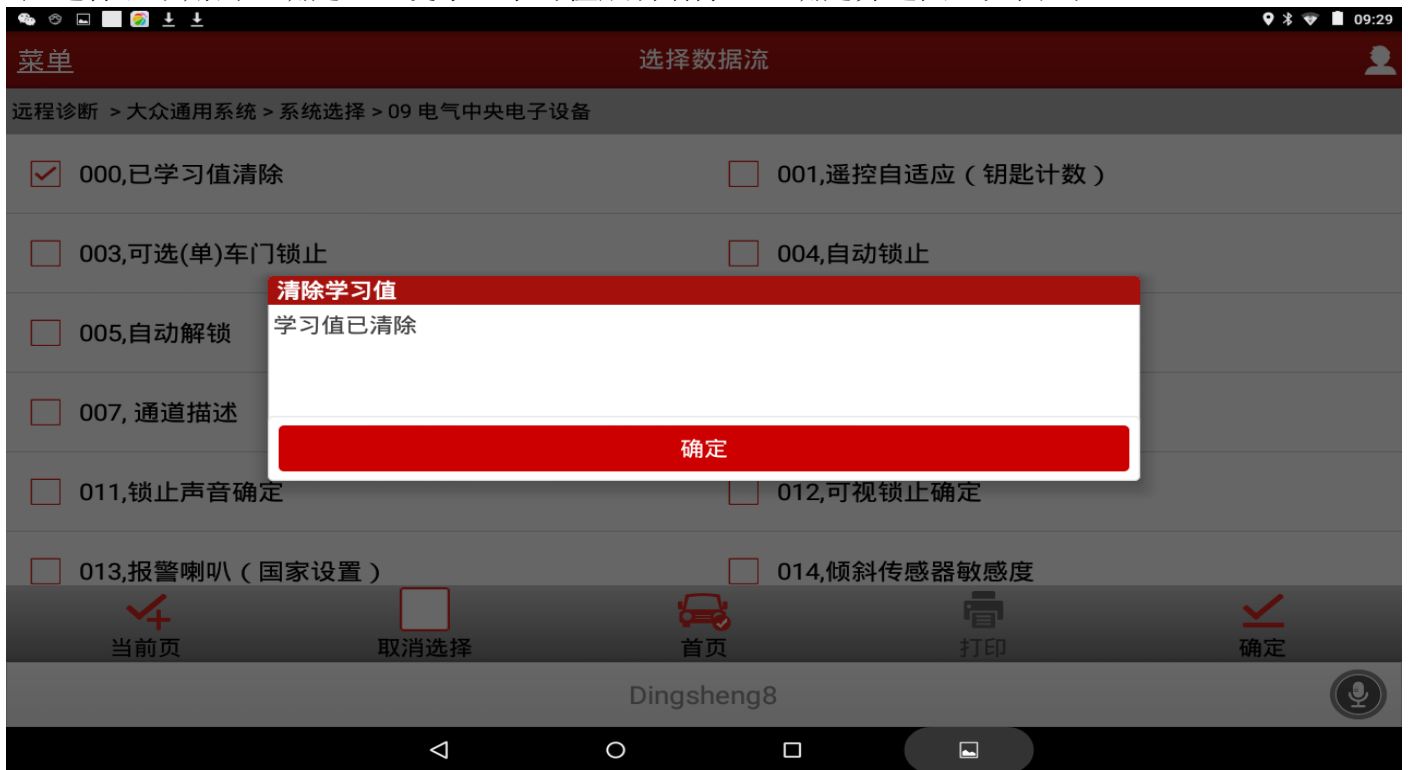 09:29
菜单
选择数据流
远程诊断 > 大众通用系统 > 系统选择 > 09 电气中央电子设备
000,已学习值清除
001,遥控自适应（钥匙计数）
003,可选(单)车门锁止
004,自动锁止
清除学习值
学习值已清除
005,自动解锁
007, 通道描述
确定
011,锁止声音确定
012,可视锁止确定
013,报警喇叭（国家设置）
014,倾斜传感器敏感度
当前页
取消选择
首页
打印
确定
Dingsheng8